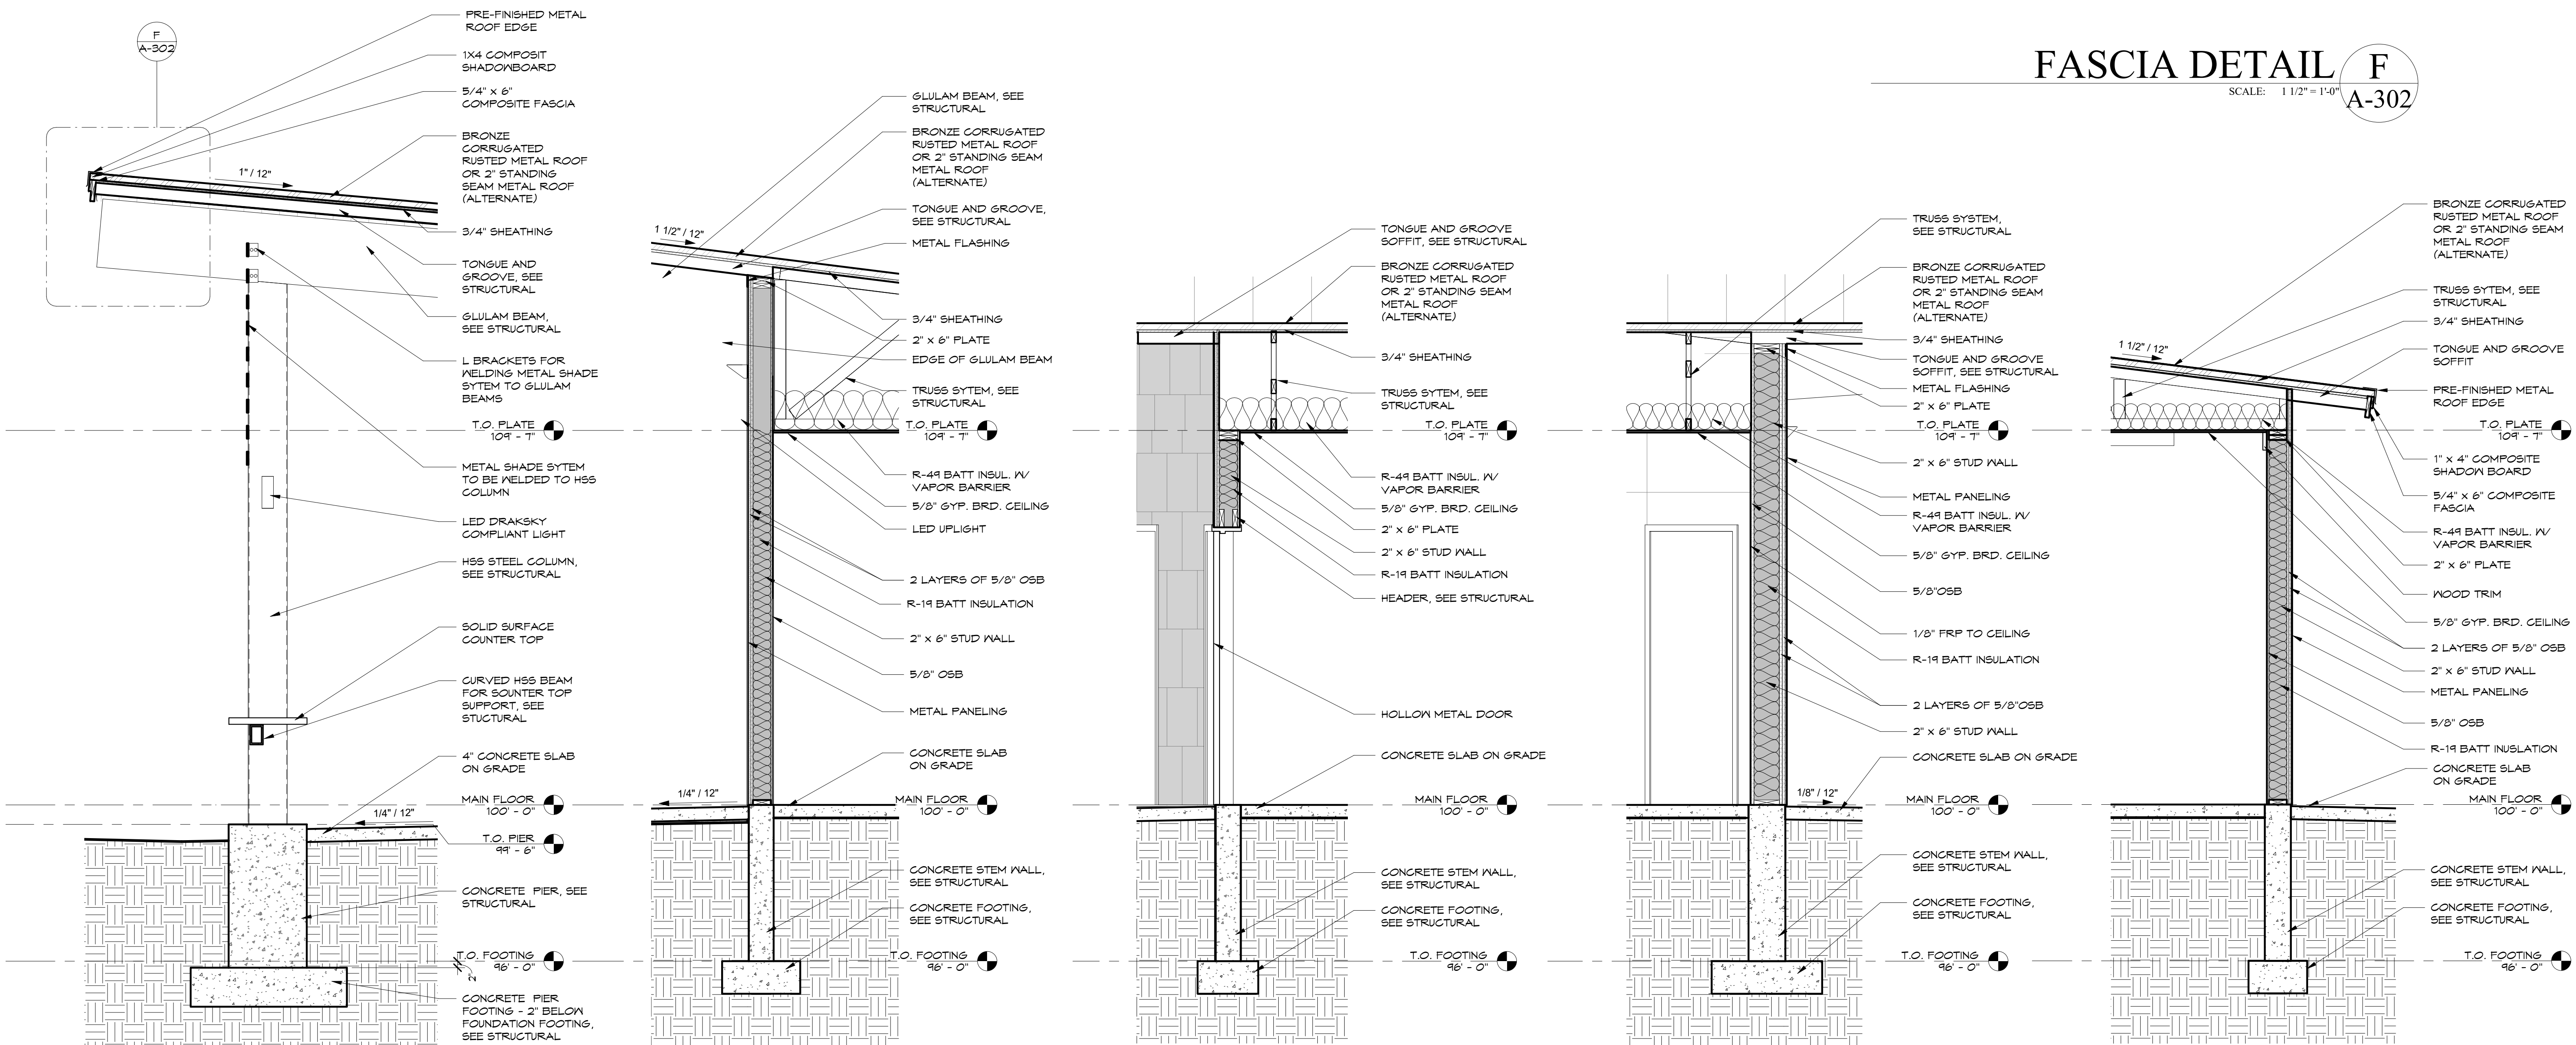 F
A-302
PRE-FINISHED METAL
ROOF EDGE
1X4 COMPOSIT
SHADOWBOARD
5/4" x 6"
COMPOSITE FASCIA
BRONZE
CORRUGATED
RUSTED METAL ROOF
OR 2" STANDING
SEAM METAL ROOF
(ALTERNATE)
1" / 12"
3/4" SHEATHING
TONGUE AND
GROOVE, SEE
STRUCTURAL
GLULAM BEAM,
SEE STRUCTURAL
L BRACKETS FOR
WELDING METAL SHADE
SYTEM TO GLULAM
BEAMS
T.O. PLATE
109' - 7"
METAL SHADE SYTEM
TO BE WELDED TO HSS
COLUMN
LED DRAKSKY
COMPLIANT LIGHT
HSS STEEL COLUMN,
SEE STRUCTURAL
SOLID SURFACE
COUNTER TOP
CURVED HSS BEAM
FOR SOUNTER TOP
SUPPORT, SEE
STUCTURAL
4" CONCRETE SLAB
ON GRADE
MAIN FLOOR
100' - 0"
1/4" / 12"
T.O. PIER
99' - 6"
CONCRETE PIER, SEE
STRUCTURAL
T.O. FOOTING
96' - 0"
2"
CONCRETE PIER
FOOTING - 2" BELOW
FOUNDATION FOOTING,
SEE STRUCTURAL
GLULAM BEAM, SEE
STRUCTURAL
BRONZE CORRUGATED
RUSTED METAL ROOF
OR 2" STANDING SEAM
METAL ROOF
(ALTERNATE)
TONGUE AND GROOVE,
SEE STRUCTURAL
1 1/2" / 12"
METAL FLASHING
3/4" SHEATHING
2" x 6" PLATE
EDGE OF GLULAM BEAM
TRUSS SYTEM, SEE
STRUCTURAL
T.O. PLATE
109' - 7"
R-49 BATT INSUL. W/
VAPOR BARRIER
5/8" GYP. BRD. CEILING
LED UPLIGHT
2 LAYERS OF 5/8" OSB
R-19 BATT INSULATION
2" x 6" STUD WALL
5/8" OSB
METAL PANELING
CONCRETE SLAB
ON GRADE
1/4" / 12"
MAIN FLOOR
100' - 0"
CONCRETE STEM WALL,
SEE STRUCTURAL
CONCRETE FOOTING,
SEE STRUCTURAL
T.O. FOOTING
96' - 0"
TONGUE AND GROOVE
SOFFIT, SEE STRUCTURAL
BRONZE CORRUGATED
RUSTED METAL ROOF
OR 2" STANDING SEAM
METAL ROOF
(ALTERNATE)
3/4" SHEATHING
TRUSS SYTEM, SEE
STRUCTURAL
T.O. PLATE
109' - 7"
R-49 BATT INSUL. W/
VAPOR BARRIER
5/8" GYP. BRD. CEILING
2" x 6" PLATE
2" x 6" STUD WALL
R-19 BATT INSULATION
HEADER, SEE STRUCTURAL
HOLLOW METAL DOOR
CONCRETE SLAB ON GRADE
MAIN FLOOR
100' - 0"
CONCRETE STEM WALL,
SEE STRUCTURAL
CONCRETE FOOTING,
SEE STRUCTURAL
T.O. FOOTING
96' - 0"
TRUSS SYSTEM,
SEE STRUCTURAL
BRONZE CORRUGATED
RUSTED METAL ROOF
OR 2" STANDING SEAM
METAL ROOF
(ALTERNATE)
3/4" SHEATHING
TONGUE AND GROOVE
SOFFIT, SEE STRUCTURAL
METAL FLASHING
2" x 6" PLATE
T.O. PLATE
109' - 7"
2" x 6" STUD WALL
METAL PANELING
R-49 BATT INSUL. W/
VAPOR BARRIER
5/8" GYP. BRD. CEILING
5/8"OSB
1/8" FRP TO CEILING
R-19 BATT INSULATION
2 LAYERS OF 5/8"OSB
2" x 6" STUD WALL
CONCRETE SLAB ON GRADE
1/8" / 12"
MAIN FLOOR
100' - 0"
CONCRETE STEM WALL,
SEE STRUCTURAL
CONCRETE FOOTING,
SEE STRUCTURAL
T.O. FOOTING
96' - 0"
FASCIA DETAIL
SCALE: 1 1/2" = 1'-0"
F
A-302
BRONZE CORRUGATED
RUSTED METAL ROOF
OR 2" STANDING SEAM
METAL ROOF
(ALTERNATE)
TRUSS SYTEM, SEE
STRUCTURAL
3/4" SHEATHING
1 1/2" / 12"
TONGUE AND GROOVE
SOFFIT
PRE-FINISHED METAL
ROOF EDGE
T.O. PLATE
109' - 7"
1" x 4" COMPOSITE
SHADOW BOARD
5/4" x 6" COMPOSITE
FASCIA
R-49 BATT INSUL. W/
VAPOR BARRIER
2" x 6" PLATE
WOOD TRIM
5/8" GYP. BRD. CEILING
2 LAYERS OF 5/8" OSB
2" x 6" STUD WALL
METAL PANELING
5/8" OSB
R-19 BATT INUSLATION
CONCRETE SLAB
ON GRADE
MAIN FLOOR
100' - 0"
CONCRETE STEM WALL,
SEE STRUCTURAL
CONCRETE FOOTING,
SEE STRUCTURAL
T.O. FOOTING
96' - 0"